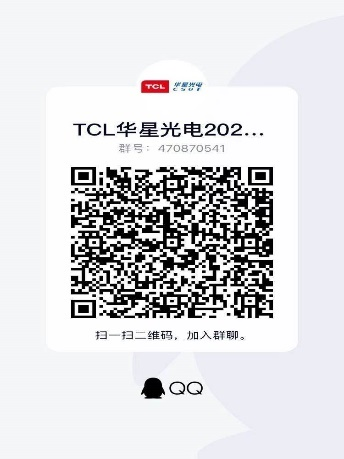 TCL 华星光电
CSOT
TCL华星光电202...
群号：470870541
扫一扫二维码，加入群聊。
QQ